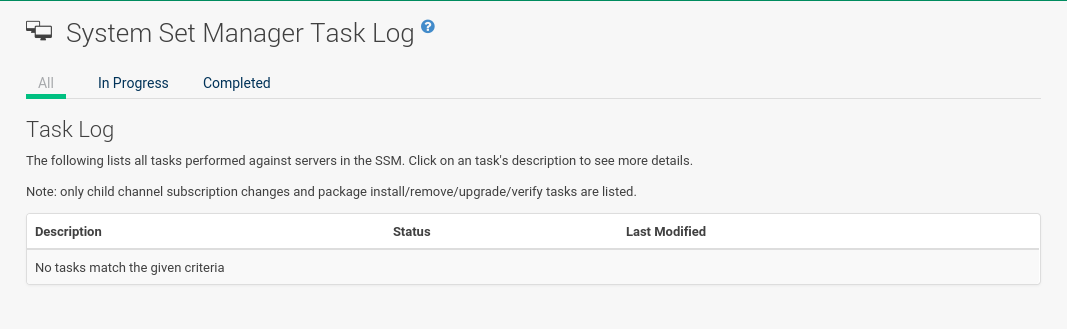 System Set Manager Task Log ?
All In Progress Completed
Task Log
The following lists all tasks performed against servers in the SSM. Click on an task's description to see more details.
Note: only child channel subscription changes and package install/remove/upgrade/verify tasks are listed.
Description Status Last Modified
No tasks match the given criteria